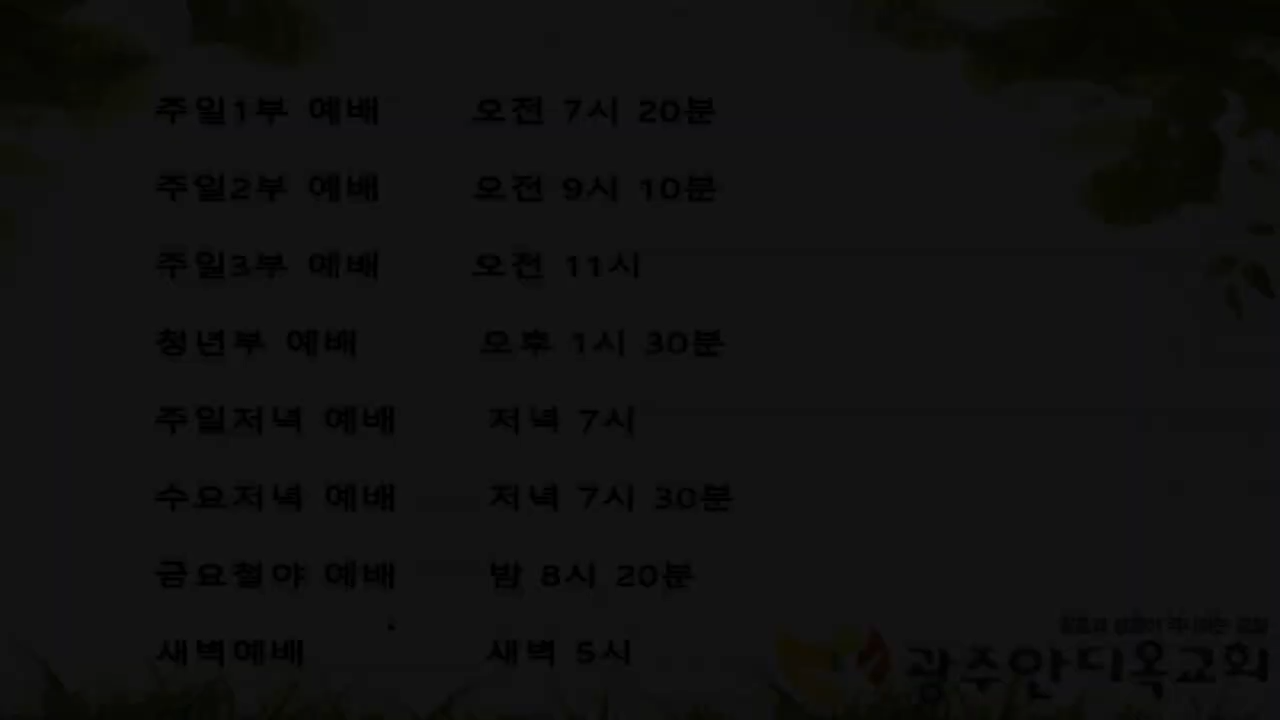 주일1부 예배 오전 7시 20분
주일2부 예배 오전 9시 10분
주일3부 예배 오전 11시
청년부 예배 오후 1시 30분
주일저녁 예배 저녁 7시
수요저녁 예배 저녁 7시 30분
금요철야 예배 밤 8시 20분
새벽예배 새벽 5시
광주안디옥교회